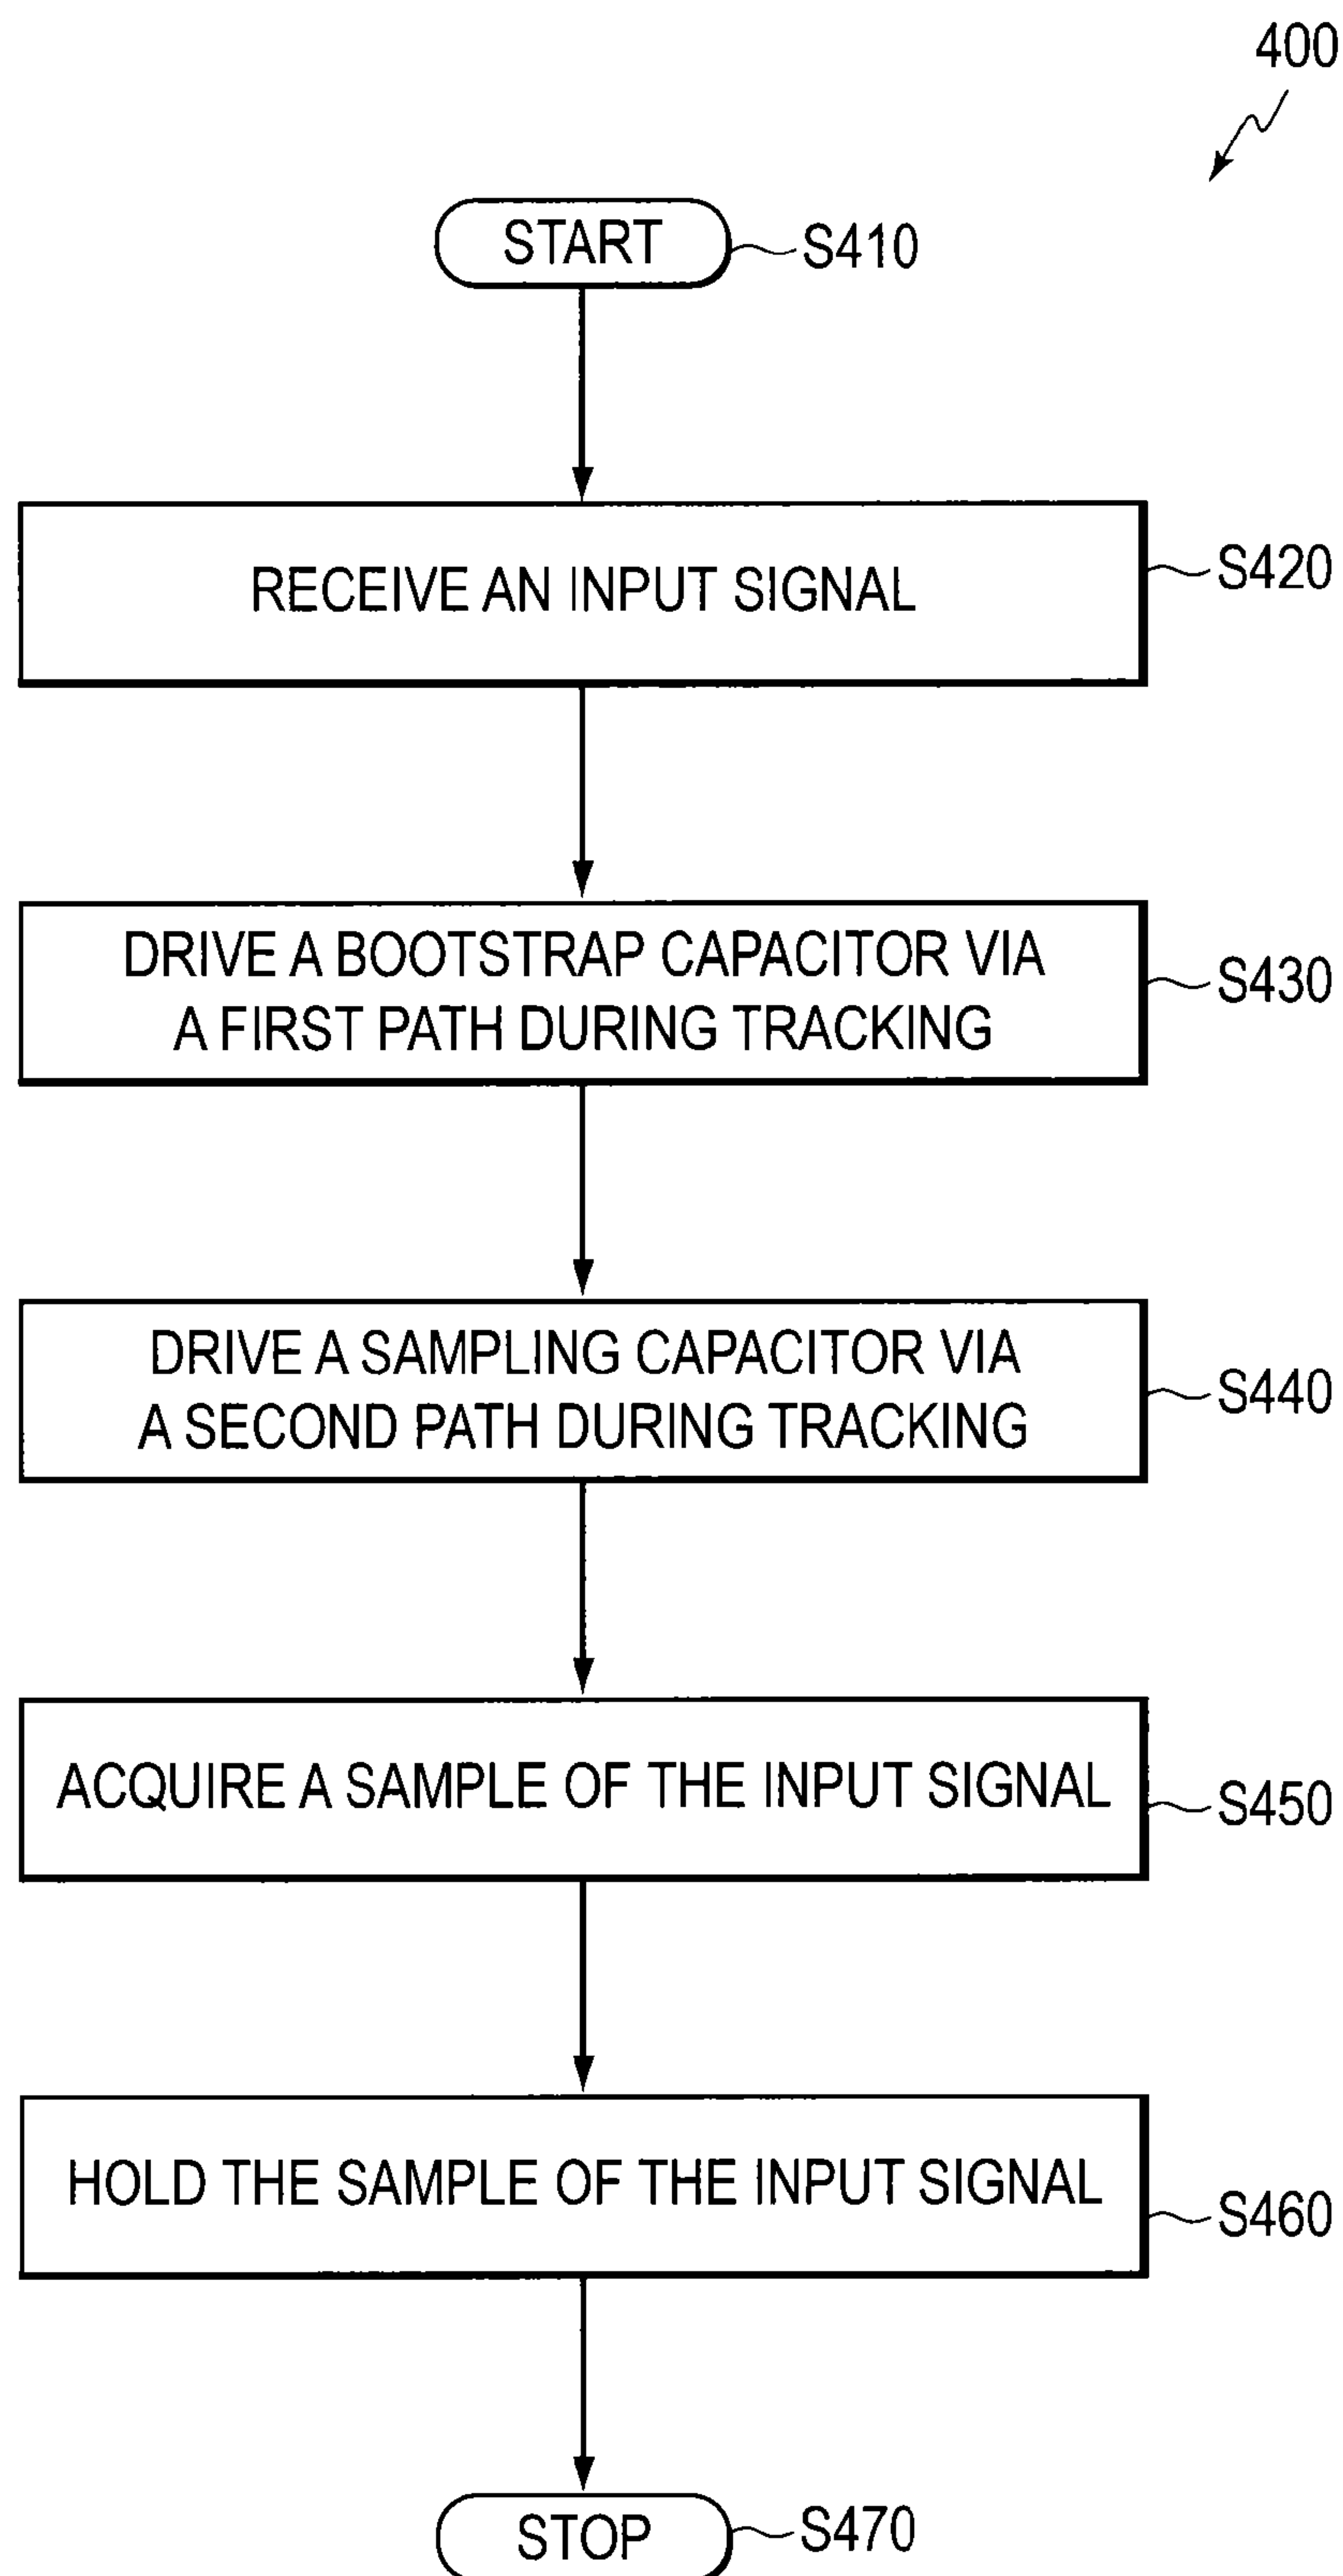 400
START
S410
RECEIVE AN INPUT SIGNAL
S420
DRIVE A BOOTSTRAP CAPACITOR VIA
A FIRST PATH DURING TRACKING
S430
DRIVE A SAMPLING CAPACITOR VIA
A SECOND PATH DURING TRACKING
S440
ACQUIRE A SAMPLE OF THE INPUT SIGNAL
S450
HOLD THE SAMPLE OF THE INPUT SIGNAL
S460
STOP
S470